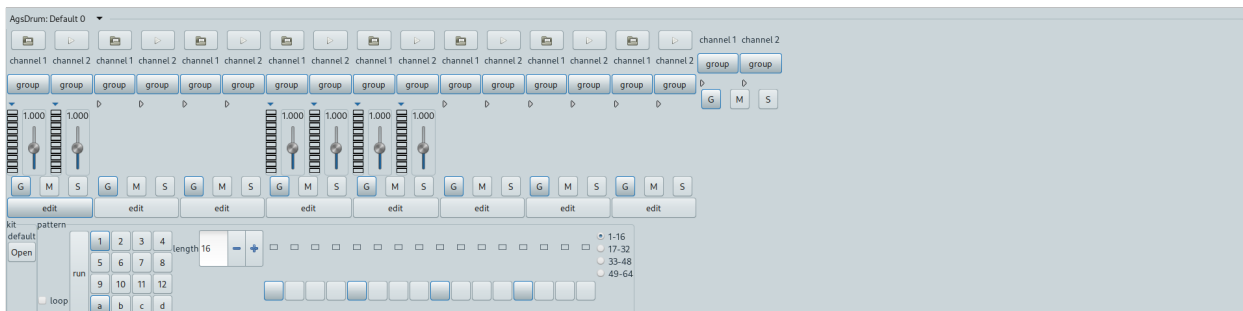 AgsDrum: Default 0
channel 1 channel 2 channel 1 channel 2 channel 1 channel 2 channel 1 channel 2 channel 1 channel 2 channel 1 channel 2 channel 1 channel 2 channel 1 channel 2 channel 1 channel 2
group group group group group group group group group group group group group group group group group group
G M S
1.000 1.000 1.000 1.000 1.000 1.000
G M S G M S G M S G M S G M S G M S G M S G M S
edit edit edit edit edit edit edit edit
kit pattern
default
Open
run
loop
1 2 3 4
5 6 7 8
9 10 11 12
a b c d
length 16
1-16
17-32
33-48
49-64